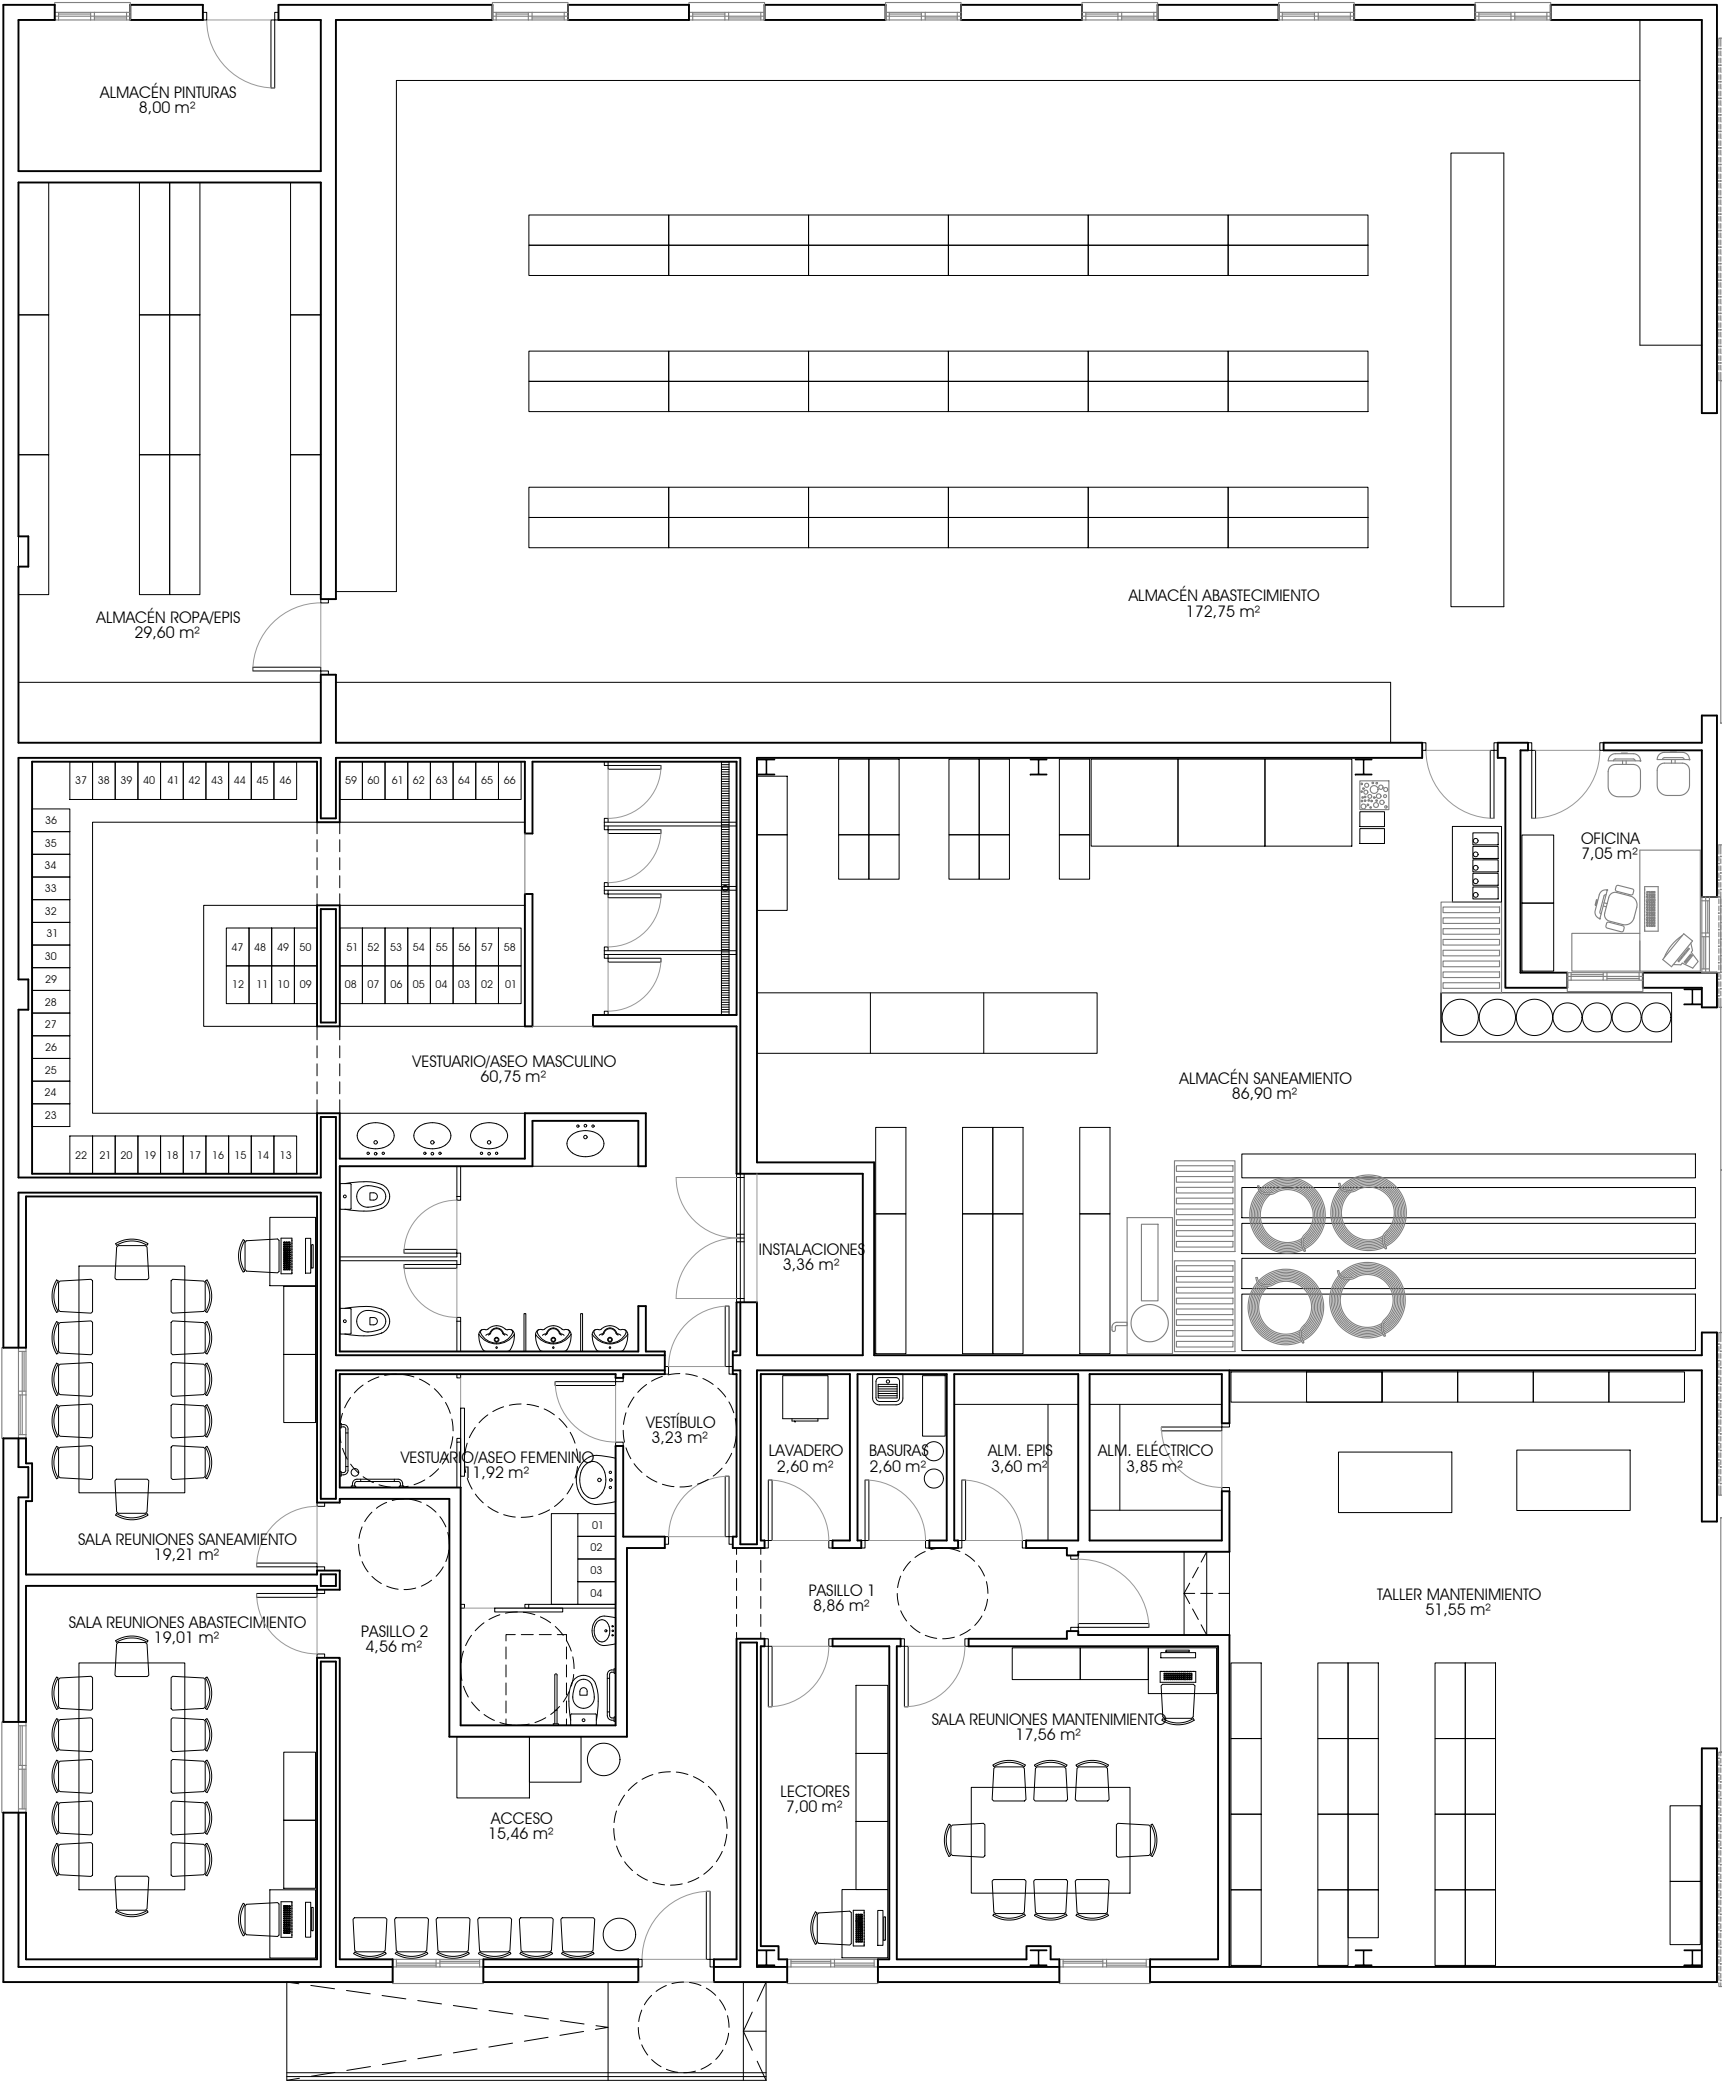 ALMACÉN PINTURAS
8,00 m²
ALMACÉN ABASTECIMIENTO
172,75 m²
ALMACÉN ROPA/EPIS
29,60 m²
37 38 39 40 41 42 43 44 45 46
59 60 61 62 63 64 65 66
36
35
34
33
32
31
30
29
28
27
26
25
24
23
47 48 49 50
51 52 53 54 55 56 57 58
12 11 10 09
08 07 06 05 04 03 02 01
22 21 20 19 18 17 16 15 14 13
OFICINA
7,05 m²
VESTUARIO/ASEO MASCULINO
60,75 m²
ALMACÉN SANEAMIENTO
86,90 m²
INSTALACIONES
3,36 m²
VESTÍBULO
3,23 m²
VESTUARIO/ASEO FEMENINO
11,92 m²
LAVADERO
2,60 m²
BASURAS
2,60 m²
ALM. EPIS
3,60 m²
ALM. ELÉCTRICO
3,85 m²
01
02
03
04
SALA REUNIONES SANEAMIENTO
19,21 m²
SALA REUNIONES ABASTECIMIENTO
19,01 m²
PASILLO 2
4,56 m²
PASILLO 1
8,86 m²
TALLER MANTENIMIENTO
51,55 m²
SALA REUNIONES MANTENIMIENTO
17,56 m²
LECTORES
7,00 m²
ACCESO
15,46 m²